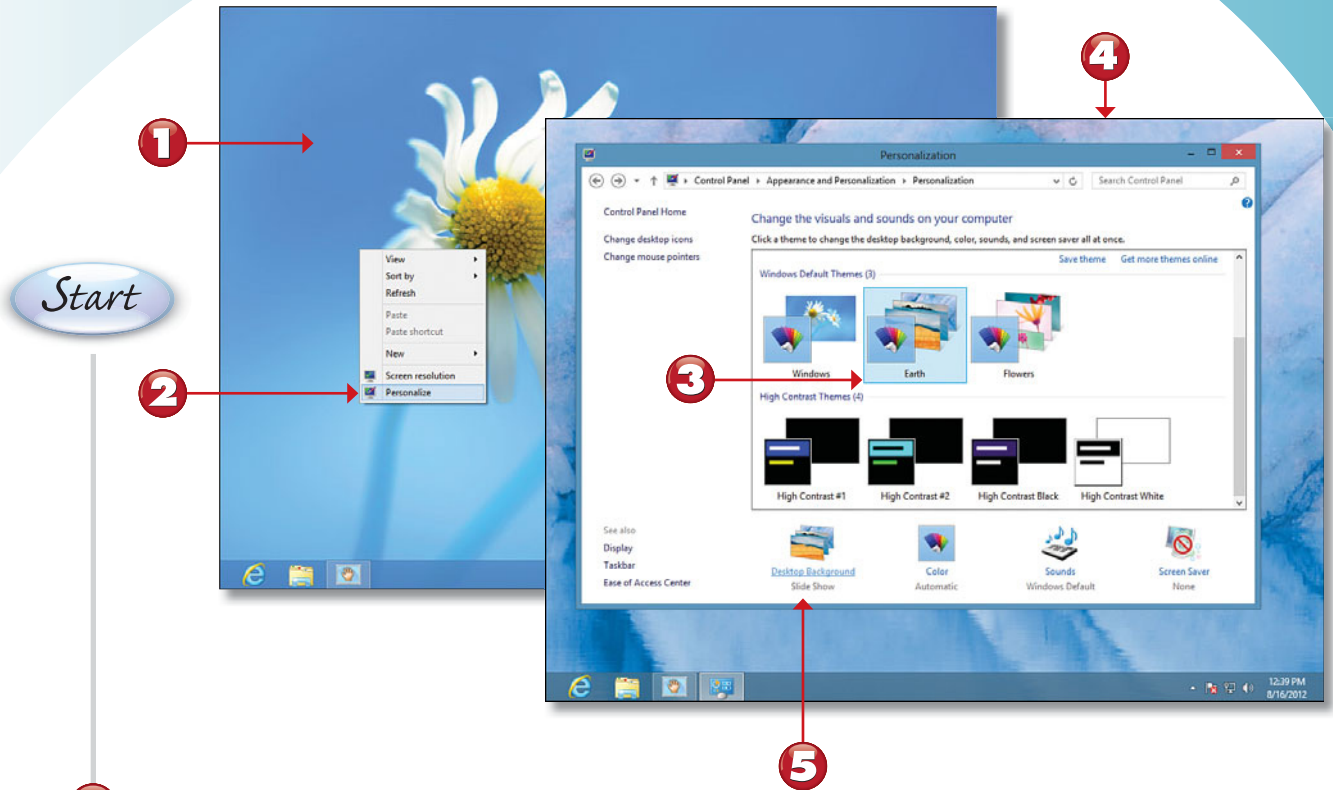 1
4
Personalization
Control Panel Appearance and Personalization Personalization
Search Control Panel
Control Panel Home
Change desktop icons
Change mouse pointers
Change the visuals and sounds on your computer
Click a theme to change the desktop background, color, sounds, and screen saver all at once.
Save theme Get more themes online
Windows Default Themes (3)
Windows
Earth
Flowers
High Contrast Themes (4)
High Contrast #1
High Contrast #2
High Contrast Black
High Contrast White
See also
Display
Taskbar
Ease of Access Center
Desktop Background
Slide Show
Color
Automatic
Sounds
Windows Default
Screen Saver
None
View
Sort by
Refresh
Paste
Paste shortcut
New
Screen resolution
Personalize
Start
2
3
12:39 PM
8/16/2012
5